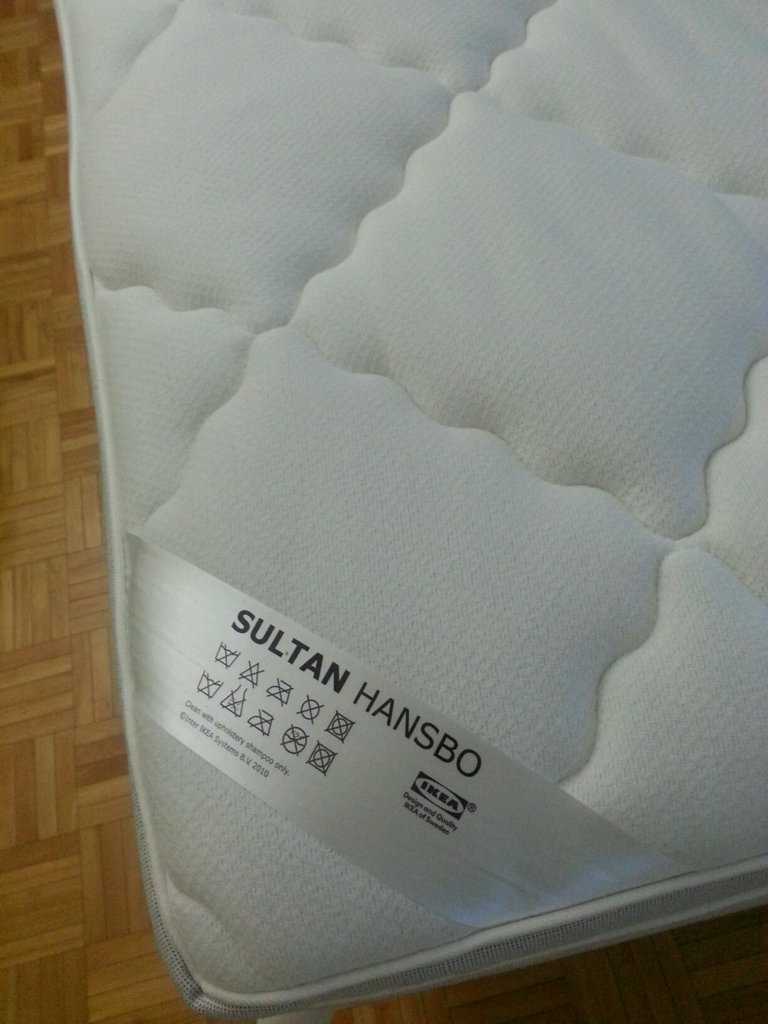 SULTAN HANSBO
Clean with upholstery shampoo only.
©Inter IKEA Systems B.V. 2010
IKEA®
Design and Quality
IKEA of Sweden